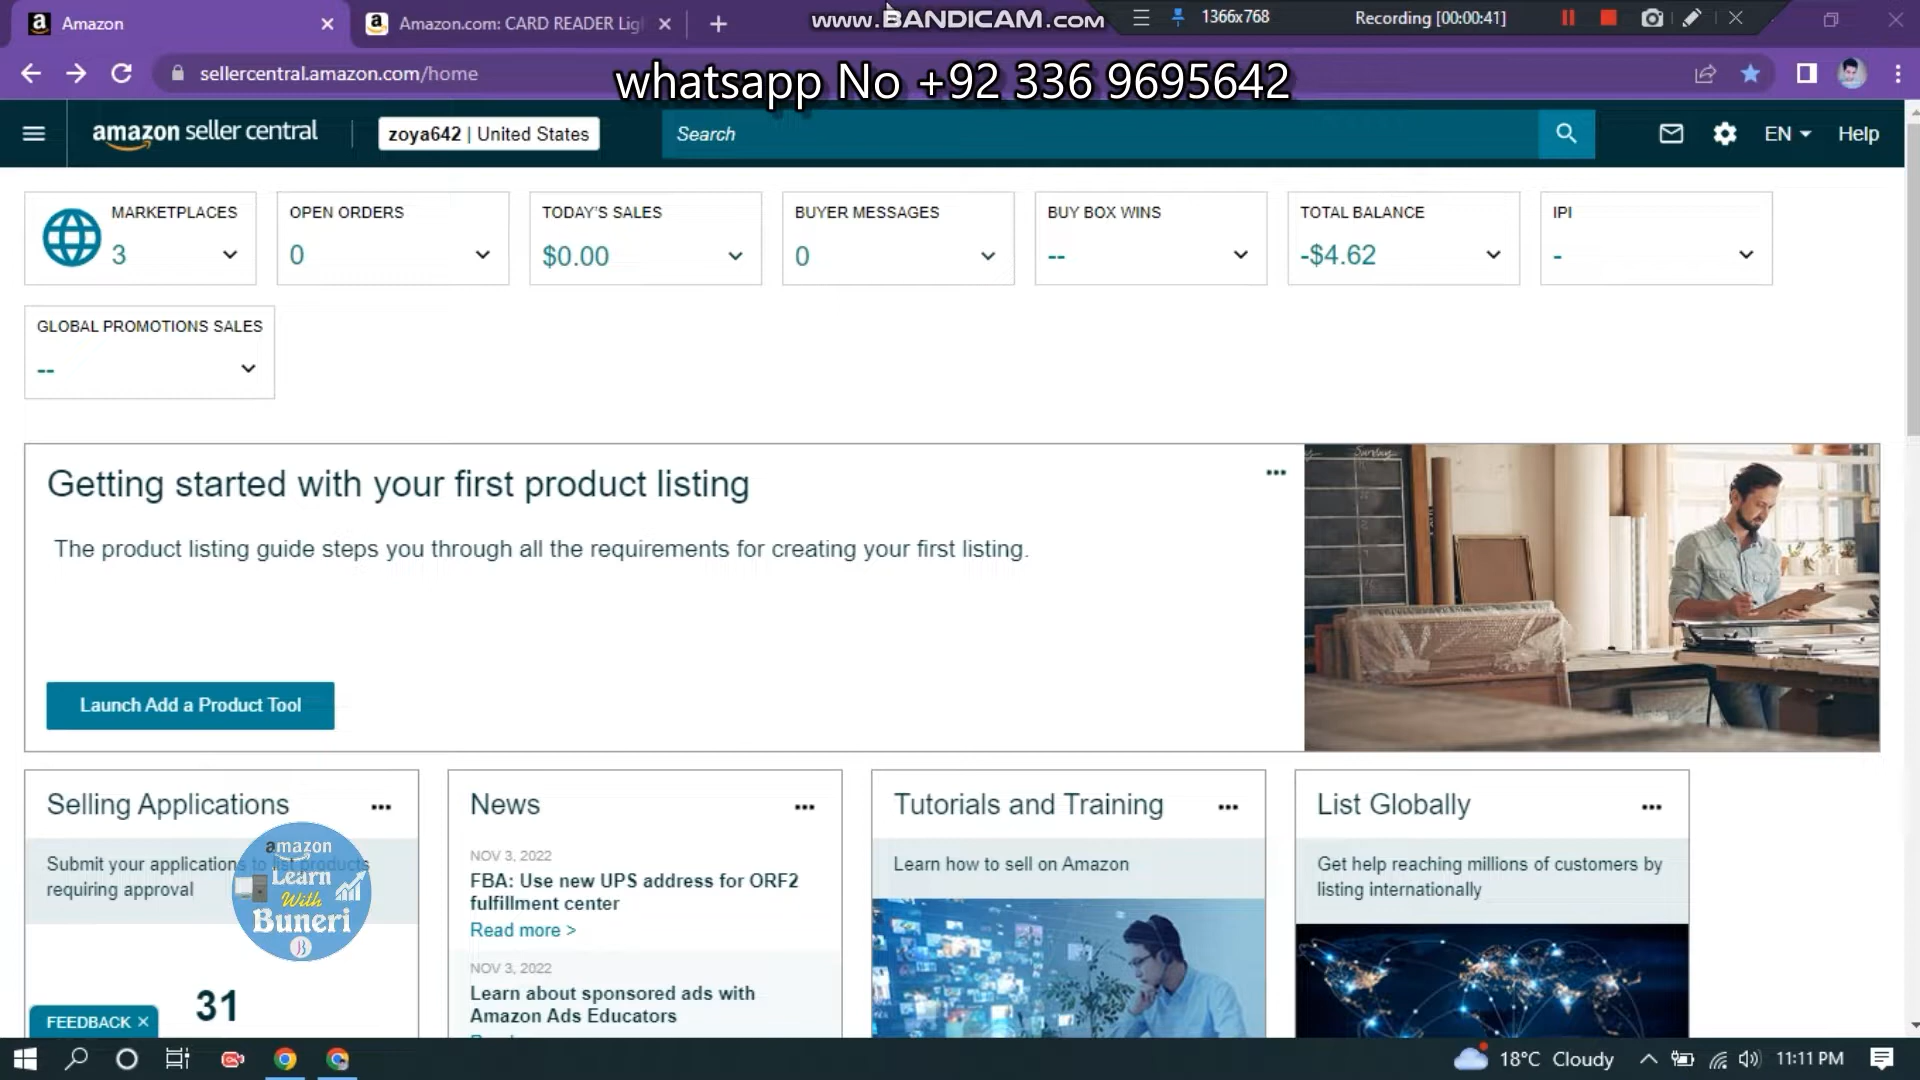 Amazon
Amazon.com: CARD READER Lig
www.BANDICAM.com
1366x768
Recording [00:00:41]
sellercentral.amazon.com/home
whatsapp No +92 336 9695642
amazon seller central
zoya642 | United States
Search
EN
Help
MARKETPLACES
3
OPEN ORDERS
0
TODAY'S SALES
$0.00
BUYER MESSAGES
0
BUY BOX WINS
--
TOTAL BALANCE
-$4.62
IPI
-
GLOBAL PROMOTIONS SALES
--
Getting started with your first product listing
The product listing guide steps you through all the requirements for creating your first listing.
Launch Add a Product Tool
Sunday
Selling Applications
Submit your applications to list products
requiring approval
31
amazon
Learn
With
Buneri
FEEDBACK
News
NOV 3, 2022
FBA: Use new UPS address for ORF2
fulfillment center
Read more >
NOV 3, 2022
Learn about sponsored ads with
Amazon Ads Educators
Tutorials and Training
Learn how to sell on Amazon
List Globally
Get help reaching millions of customers by
listing internationally
18°C Cloudy
11:11 PM